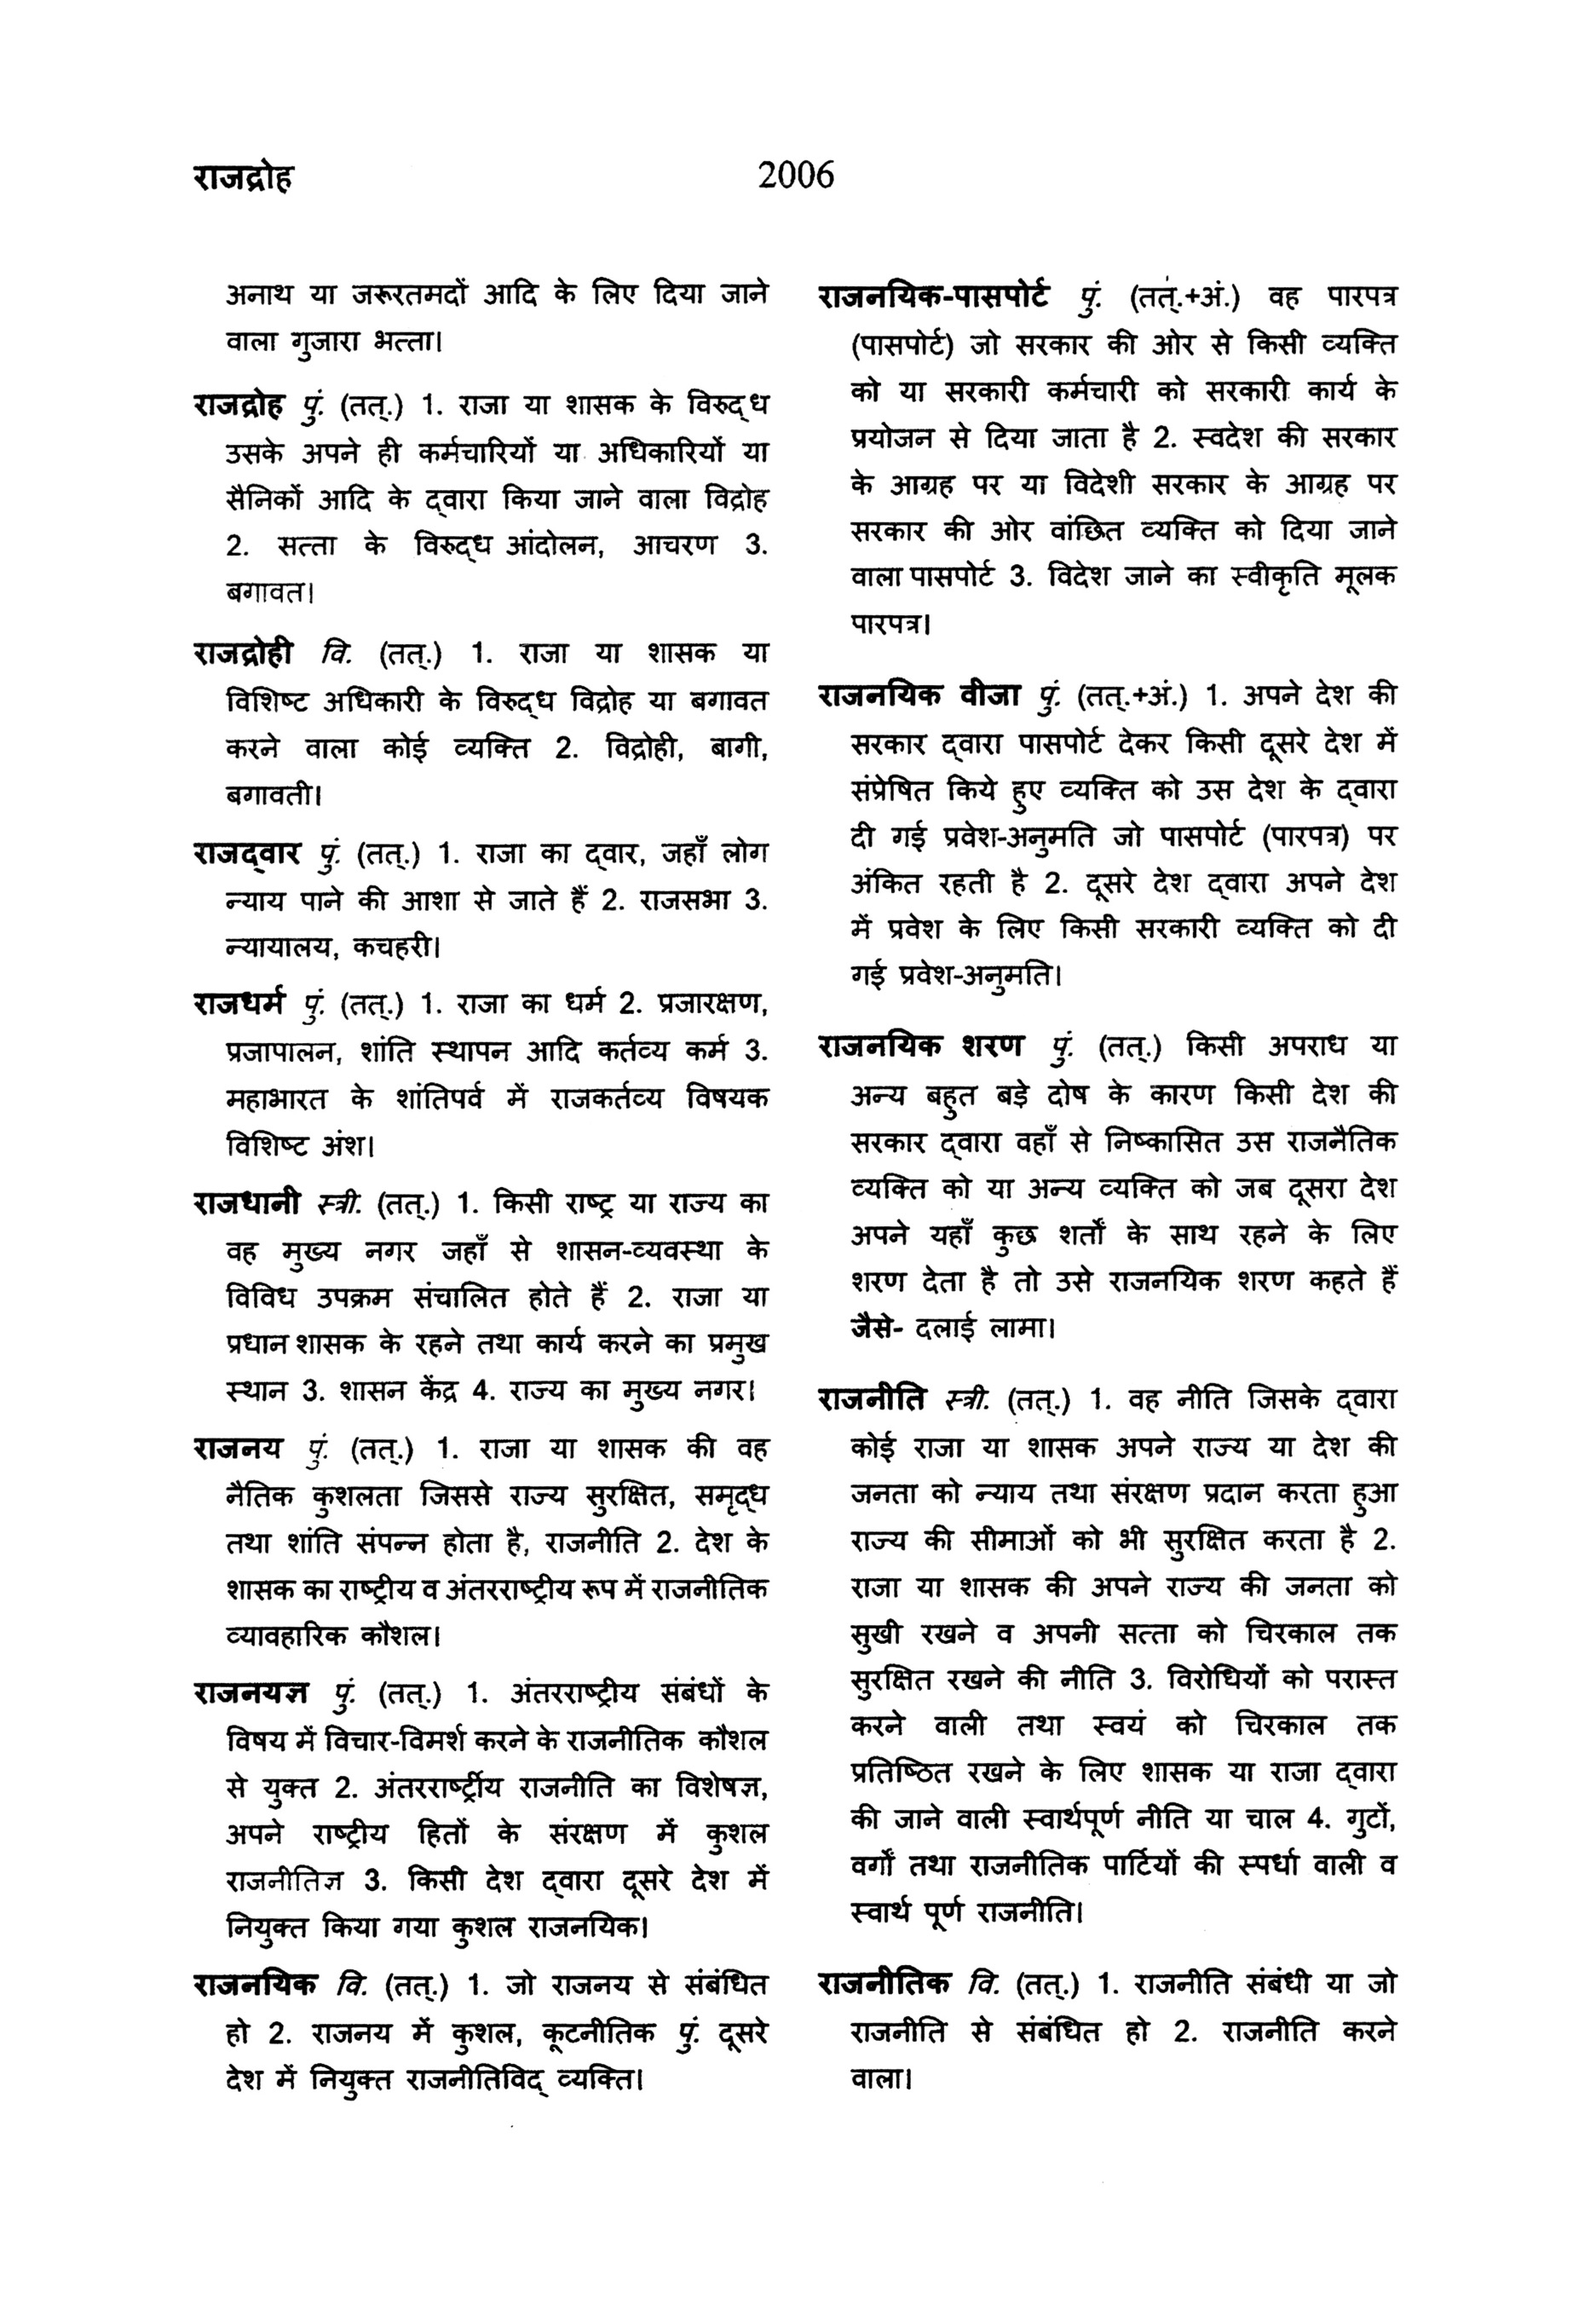 राजद्रोह
2006
अनाथ या जरूरतमदों आदि के लिए दिया जाने
वाला गुजारा भत्ता।
राजद्रोह पुं. (तत्.) 1. राजा या शासक के विरुद्ध
उसके अपने ही कर्मचारियों या अधिकारियों या
सैनिकों आदि के द्वारा किया जाने वाला विद्रोह
2. सत्ता के विरुद्ध आंदोलन, आचरण 3.
बगावत।
राजद्रोही वि. (तत्.) 1. राजा या शासक या
विशिष्ट अधिकारी के विरुद्ध विद्रोह या बगावत
करने वाला कोई व्यक्ति 2. विद्रोही, बागी,
बगावती।
राजद्वार पुं. (तत्.) 1. राजा का द्वार, जहाँ लोग
न्याय पाने की आशा से जाते हैं 2. राजसभा 3.
न्यायालय, कचहरी।
राजधर्म पुं. (तत्.) 1. राजा का धर्म 2. प्रजारक्षण,
प्रजापालन, शांति स्थापन आदि कर्तव्य कर्म 3.
महाभारत के शांतिपर्व में राजकर्तव्य विषयक
विशिष्ट अंश।
राजधानी स्त्री. (तत्.) 1. किसी राष्ट्र या राज्य का
वह मुख्य नगर जहाँ से शासन-व्यवस्था के
विविध उपक्रम संचालित होते हैं 2. राजा या
प्रधान शासक के रहने तथा कार्य करने का प्रमुख
स्थान 3. शासन केंद्र 4. राज्य का मुख्य नगर।
राजनय पुं. (तत्.) 1. राजा या शासक की वह
नैतिक कुशलता जिससे राज्य सुरक्षित, समृद्ध
तथा शांति संपन्न होता है, राजनीति 2. देश के
शासक का राष्ट्रीय व अंतरराष्ट्रीय रूप में राजनीतिक
व्यावहारिक कौशल।
राजनयज्ञ पुं. (तत्.) 1. अंतरराष्ट्रीय संबंधों के
विषय में विचार-विमर्श करने के राजनीतिक कौशल
से युक्त 2. अंतरराष्ट्रीय राजनीति का विशेषज्ञ,
अपने राष्ट्रीय हितों के संरक्षण में कुशल
राजनीतिज्ञ 3. किसी देश द्वारा दूसरे देश में
नियुक्त किया गया कुशल राजनयिक।
राजनयिक वि. (तत्.) 1. जो राजनय से संबंधित
हो 2. राजनय में कुशल, कूटनीतिक पुं. दूसरे
देश में नियुक्त राजनीतिविद् व्यक्ति।
राजनयिक-पासपोर्ट पुं. (तत्.+अं.) वह पारपत्र
(पासपोर्ट) जो सरकार की ओर से किसी व्यक्ति
को या सरकारी कर्मचारी को सरकारी कार्य के
प्रयोजन से दिया जाता है 2. स्वदेश की सरकार
के आग्रह पर या विदेशी सरकार के आग्रह पर
सरकार की ओर वांछित व्यक्ति को दिया जाने
वाला पासपोर्ट 3. विदेश जाने का स्वीकृति मूलक
पारपत्र।
राजनयिक वीजा पुं. (तत्.+अं.) 1. अपने देश की
सरकार द्वारा पासपोर्ट देकर किसी दूसरे देश में
संप्रेषित किये हुए व्यक्ति को उस देश के द्वारा
दी गई प्रवेश-अनुमति जो पासपोर्ट (पारपत्र) पर
अंकित रहती है 2. दूसरे देश द्वारा अपने देश
में प्रवेश के लिए किसी सरकारी व्यक्ति को दी
गई प्रवेश-अनुमति।
राजनयिक शरण पुं. (तत्.) किसी अपराध या
अन्य बहुत बड़े दोष के कारण किसी देश की
सरकार द्वारा वहाँ से निष्कासित उस राजनैतिक
व्यक्ति को या अन्य व्यक्ति को जब दूसरा देश
अपने यहाँ कुछ शर्तों के साथ रहने के लिए
शरण देता है तो उसे राजनयिक शरण कहते हैं
जैसे- दलाई लामा।
राजनीति स्त्री. (तत्.) 1. वह नीति जिसके द्वारा
कोई राजा या शासक अपने राज्य या देश की
जनता को न्याय तथा संरक्षण प्रदान करता हुआ
राज्य की सीमाओं को भी सुरक्षित करता है 2.
राजा या शासक की अपने राज्य की जनता को
सुखी रखने व अपनी सत्ता को चिरकाल तक
सुरक्षित रखने की नीति 3. विरोधियों को परास्त
करने वाली तथा स्वयं को चिरकाल तक
प्रतिष्ठित रखने के लिए शासक या राजा द्वारा
की जाने वाली स्वार्थपूर्ण नीति या चाल 4. गुटों,
वर्गों तथा राजनीतिक पार्टियों की स्पर्धा वाली व
स्वार्थ पूर्ण राजनीति।
राजनीतिक वि. (तत्.) 1. राजनीति संबंधी या जो
राजनीति से संबंधित हो 2. राजनीति करने
वाला।